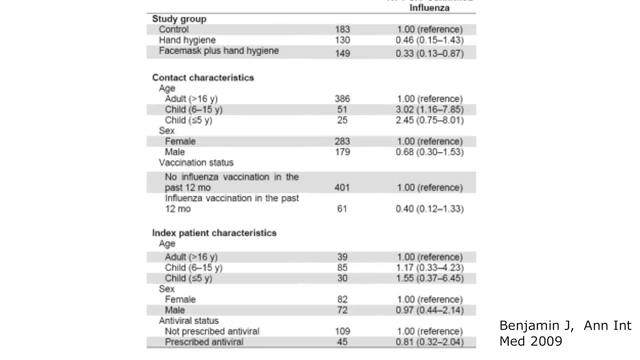 Influenza
Study group
Control 183 1.00 (reference)
Hand hygiene 130 0.46 (0.15–1.43)
Facemask plus hand hygiene 149 0.33 (0.13–0.87)
Contact characteristics
Age
Adult (>16 y) 386 1.00 (reference)
Child (6–15 y) 51 3.02 (1.16–7.85)
Child (≤5 y) 25 2.45 (0.75–8.01)
Sex
Female 283 1.00 (reference)
Male 179 0.68 (0.30–1.53)
Vaccination status
No influenza vaccination in the
past 12 mo 401 1.00 (reference)
Influenza vaccination in the past
12 mo 61 0.40 (0.12–1.33)
Index patient characteristics
Age
Adult (>16 y) 39 1.00 (reference)
Child (6–15 y) 85 1.17 (0.33–4.23)
Child (≤5 y) 30 1.55 (0.37–6.45)
Sex
Female 82 1.00 (reference)
Male 72 0.97 (0.44–2.14)
Antiviral status
Not prescribed antiviral 109 1.00 (reference)
Prescribed antiviral 45 0.81 (0.32–2.04)
Benjamin J, Ann Int
Med 2009